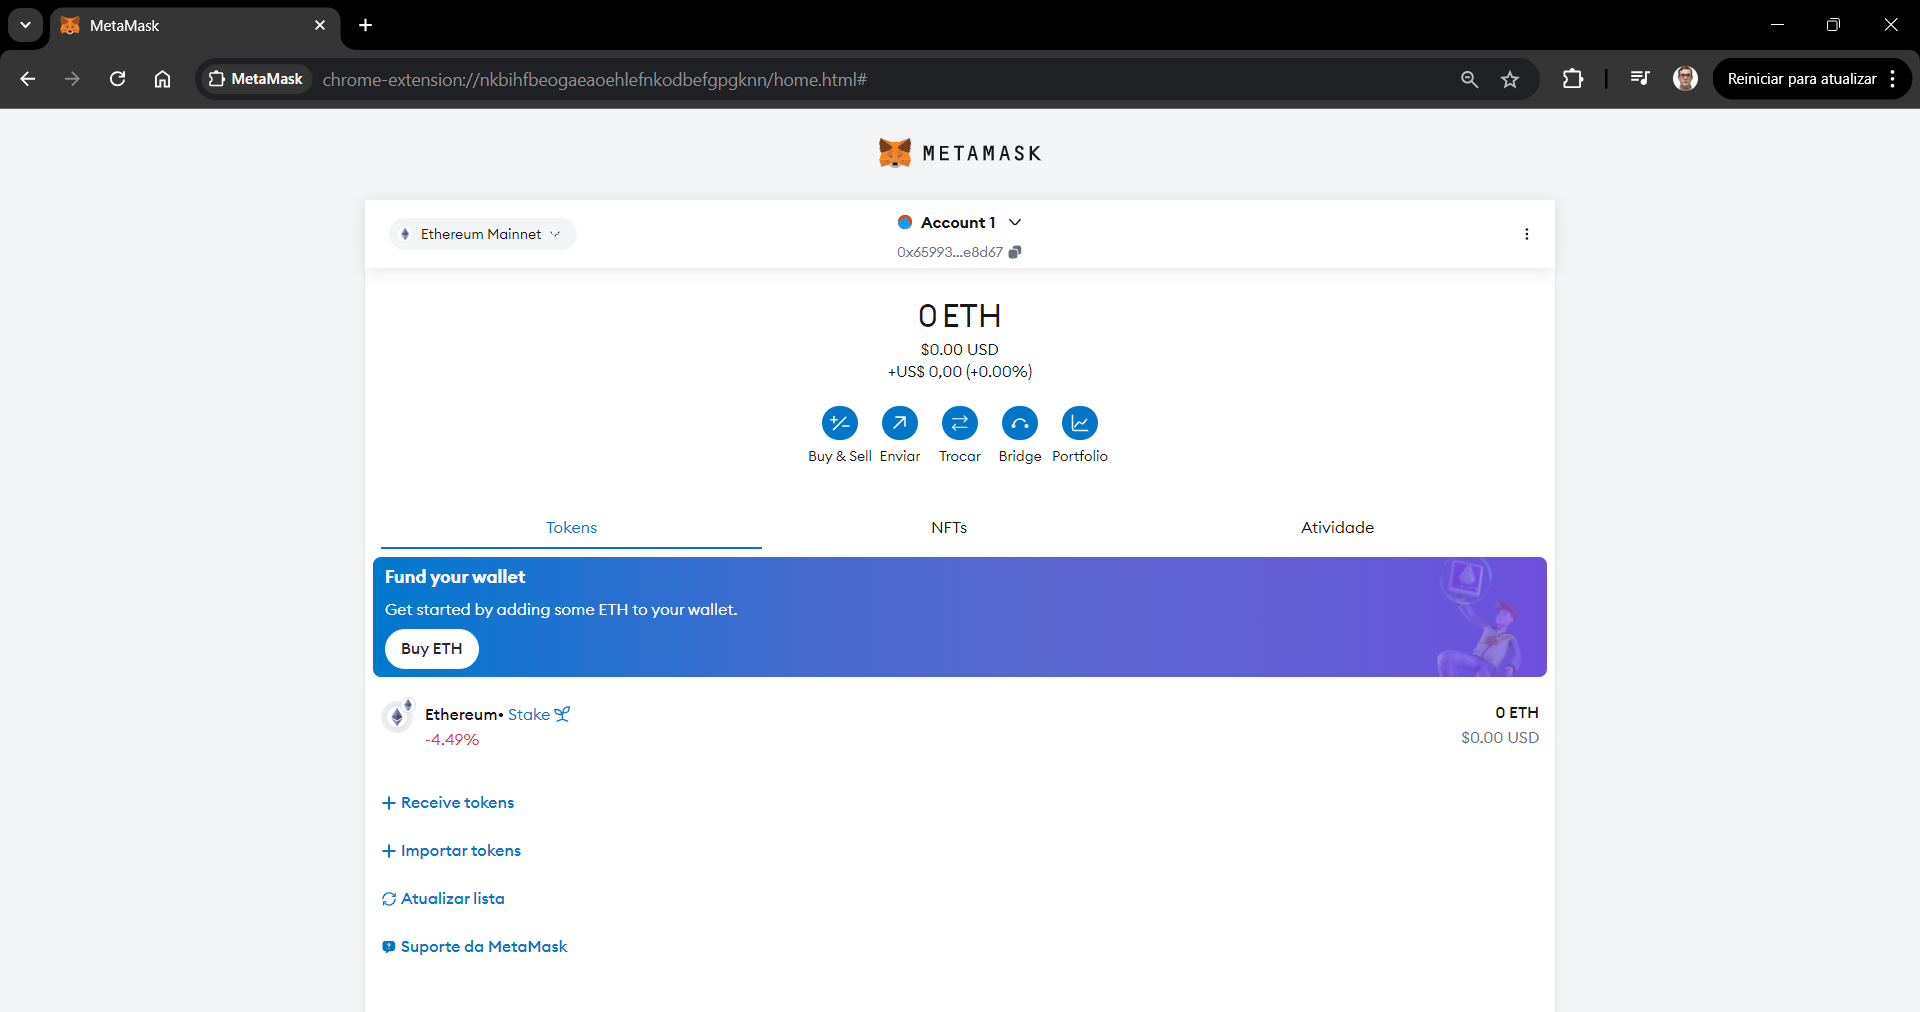 MetaMask
MetaMask
chrome-extension://nkbihfbeogaeaoehlefnkodbefgpgknn/home.html#
Reiniciar para atualizar
METAMASK
Ethereum Mainnet
Account 1
0x65993...e8d67
0 ETH
$0.00 USD
+US$ 0,00 (+0.00%)
Buy & Sell
Enviar
Trocar
Bridge
Portfolio
Tokens
NFTs
Atividade
Fund your wallet
Get started by adding some ETH to your wallet.
Buy ETH
Ethereum• Stake
0 ETH
-4.49%
$0.00 USD
Receive tokens
Importar tokens
Atualizar lista
Suporte da MetaMask